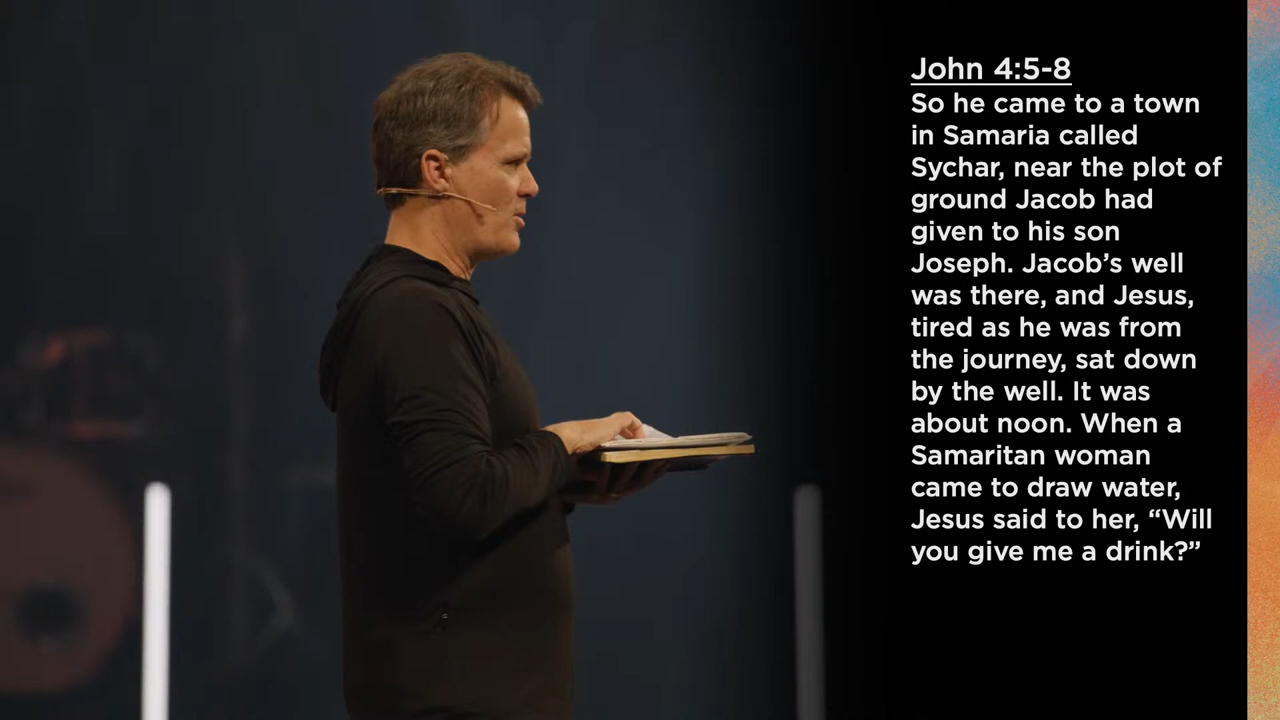 John 4:5-8
So he came to a town
in Samaria called
Sychar, near the plot of
ground Jacob had
given to his son
Joseph. Jacob’s well
was there, and Jesus,
tired as he was from
the journey, sat down
by the well. It was
about noon. When a
Samaritan woman
came to draw water,
Jesus said to her, “Will
you give me a drink?”